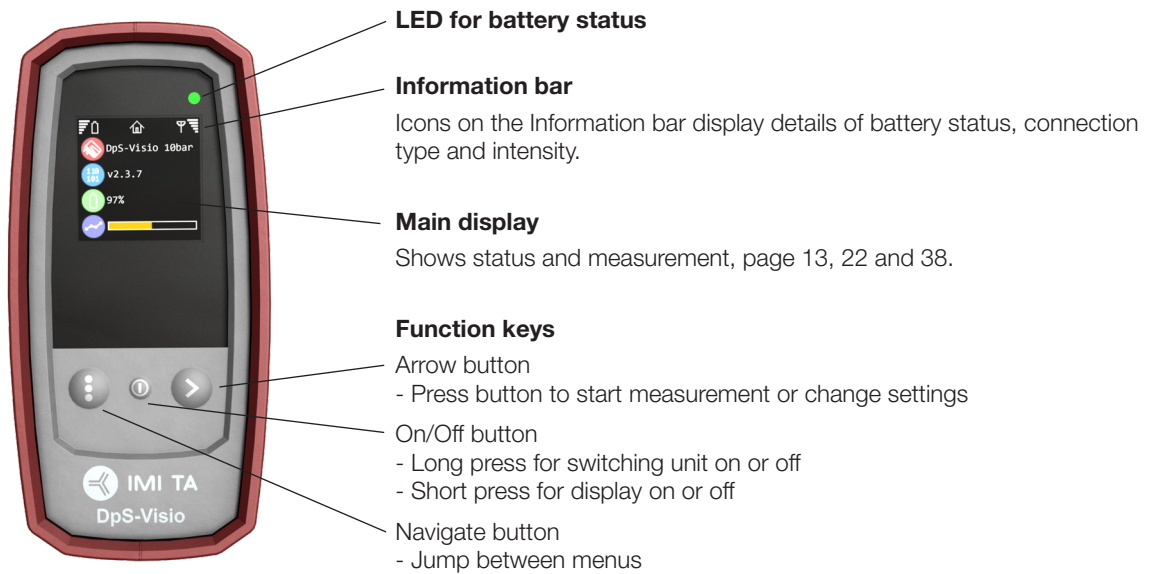 LED for battery status
Information bar
Icons on the Information bar display details of battery status, connection
type and intensity.
DpS-Visio 10bar
110
101
v2.3.7
97%
Main display
Shows status and measurement, page 13, 22 and 38.
Function keys
Arrow button
- Press button to start measurement or change settings
On/Off button
- Long press for switching unit on or off
- Short press for display on or off
Navigate button
- Jump between menus
IMI TA
DpS-Visio